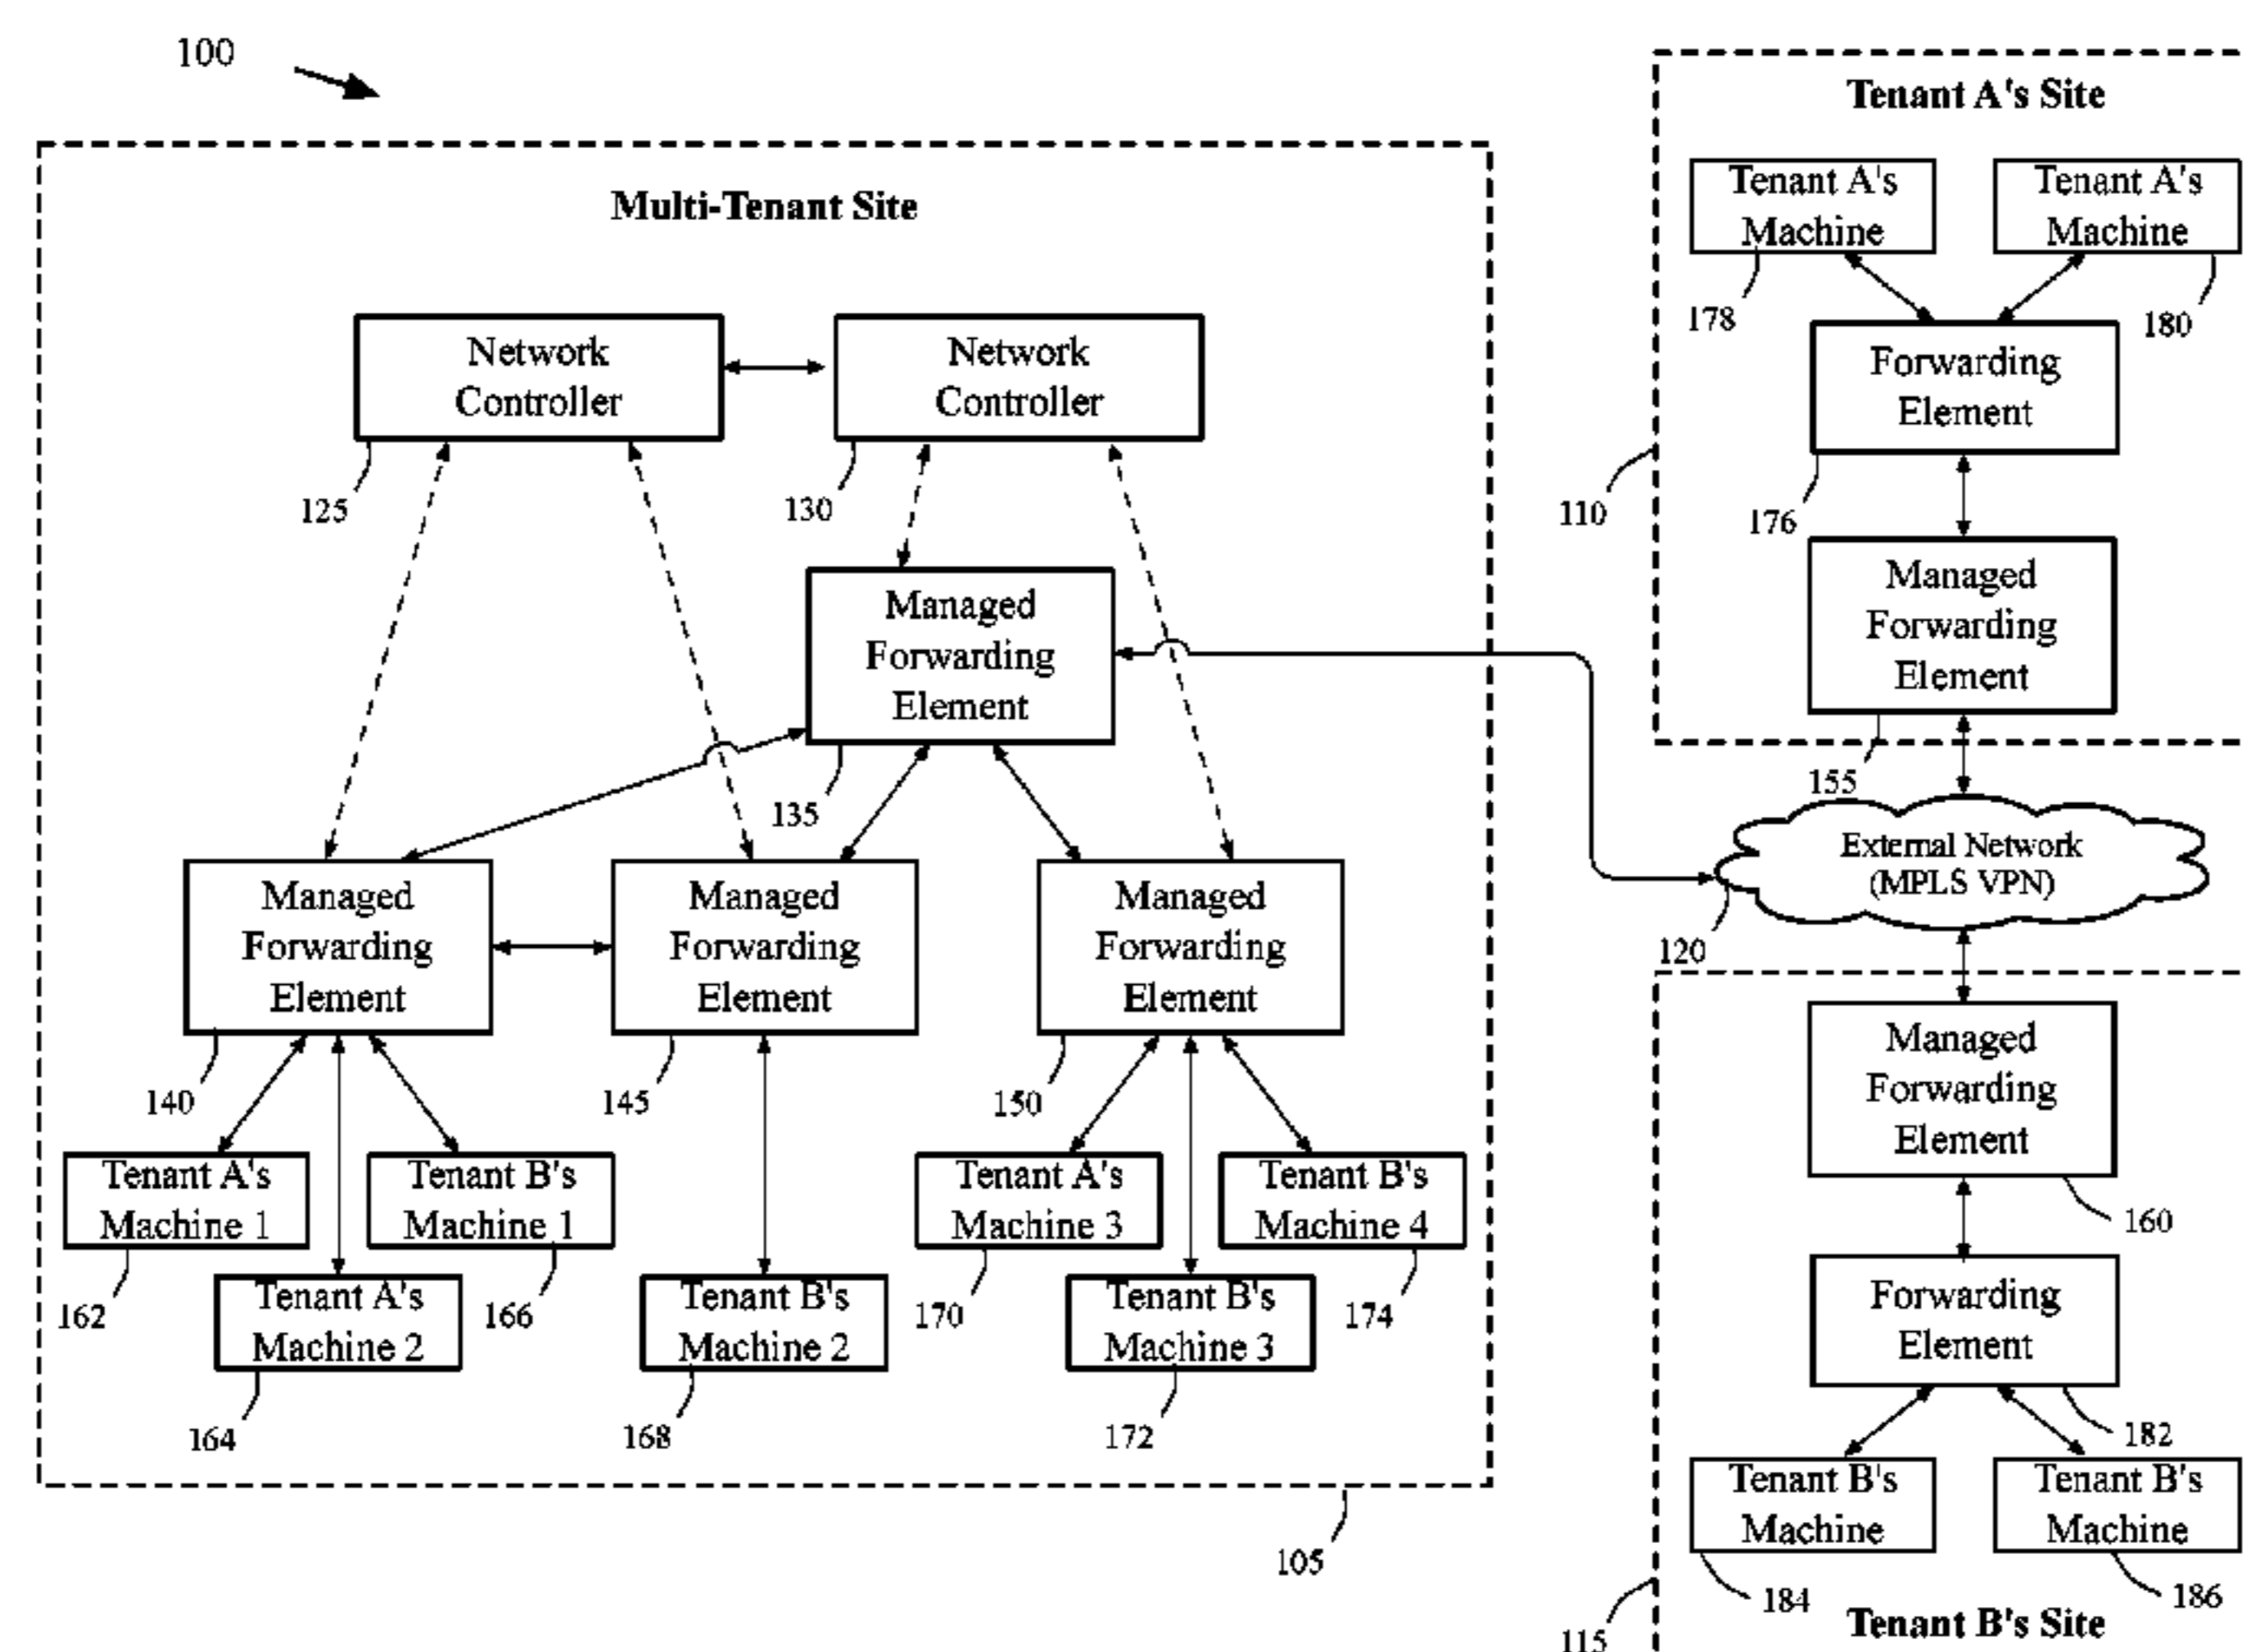 100
Multi-Tenant Site
Network
Controller
Network
Controller
125
130
Managed
Forwarding
Element
135
Managed
Forwarding
Element
Managed
Forwarding
Element
Managed
Forwarding
Element
140
145
150
Tenant A's
Machine 1
Tenant B's
Machine 1
Tenant A's
Machine 3
Tenant B's
Machine 4
162
Tenant A's
Machine 2
166
Tenant B's
Machine 2
170
Tenant B's
Machine 3
174
164
168
172
105
Tenant A's Site
Tenant A's
Machine
Tenant A's
Machine
178
180
Forwarding
Element
110
176
Managed
Forwarding
Element
155
External Network
(MPLS VPN)
120
Managed
Forwarding
Element
160
Forwarding
Element
182
Tenant B's
Machine
Tenant B's
Machine
184
186
115
Tenant B's Site